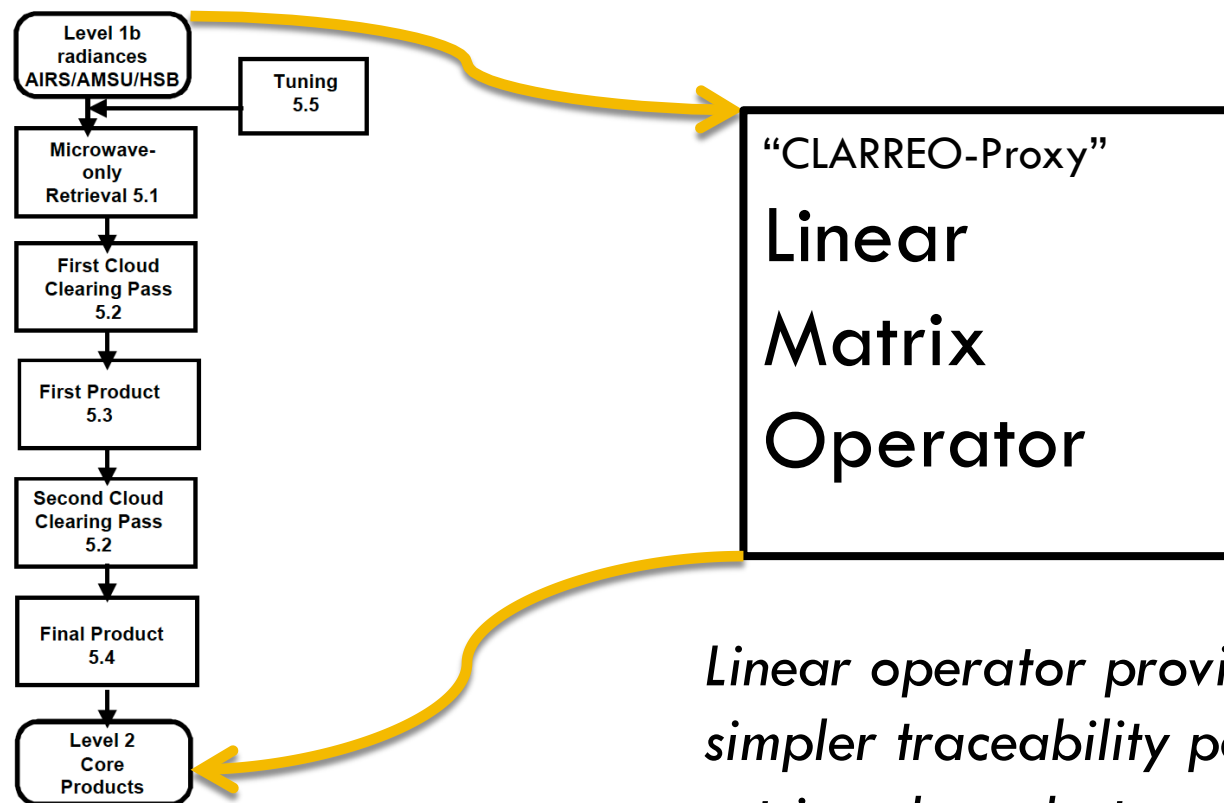 Level 1b
radiances
AIRS/AMSU/HSB
Tuning
5.5
Microwave-
only
Retrieval 5.1
First Cloud
Clearing Pass
5.2
First Product
5.3
Second Cloud
Clearing Pass
5.2
Final Product
5.4
Level 2
Core
Products
“CLARREO-Proxy”
Linear
Matrix
Operator
Linear operator provi
simpler traceability